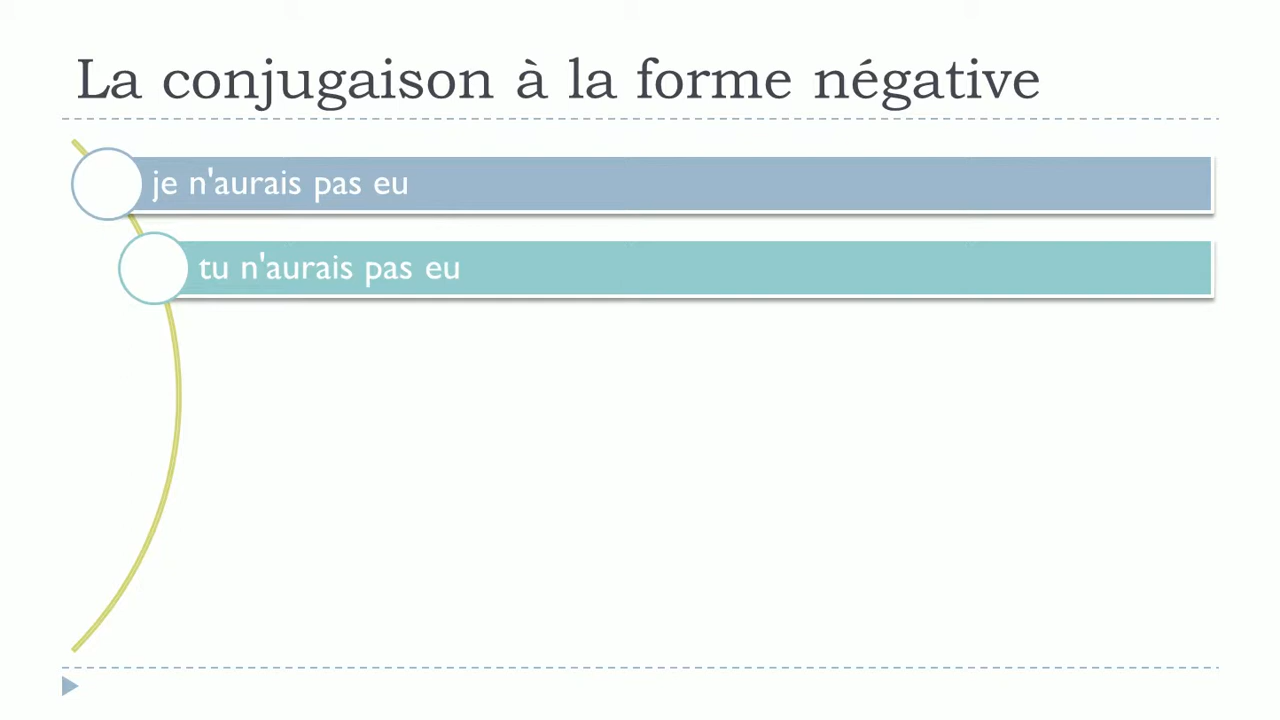 La conjugaison à la forme négative
je n'aurais pas eu
tu n'aurais pas eu